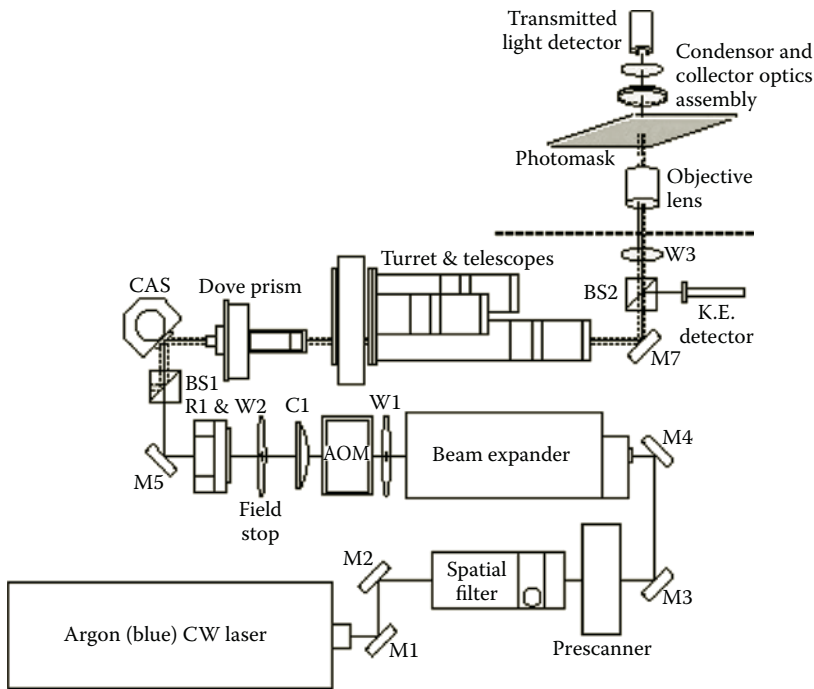 Transmitted
light detector
Condensor and
collector optics
assembly
Photomask
Objective
lens
W3
BS2
K.E.
detector
M7
Turret & telescopes
Dove prism
CAS
BS1
R1 & W2
C1
W1
M4
AOM
Beam expander
M5
Field
stop
M2
Spatial
filter
M3
Argon (blue) CW laser
M1
Prescanner